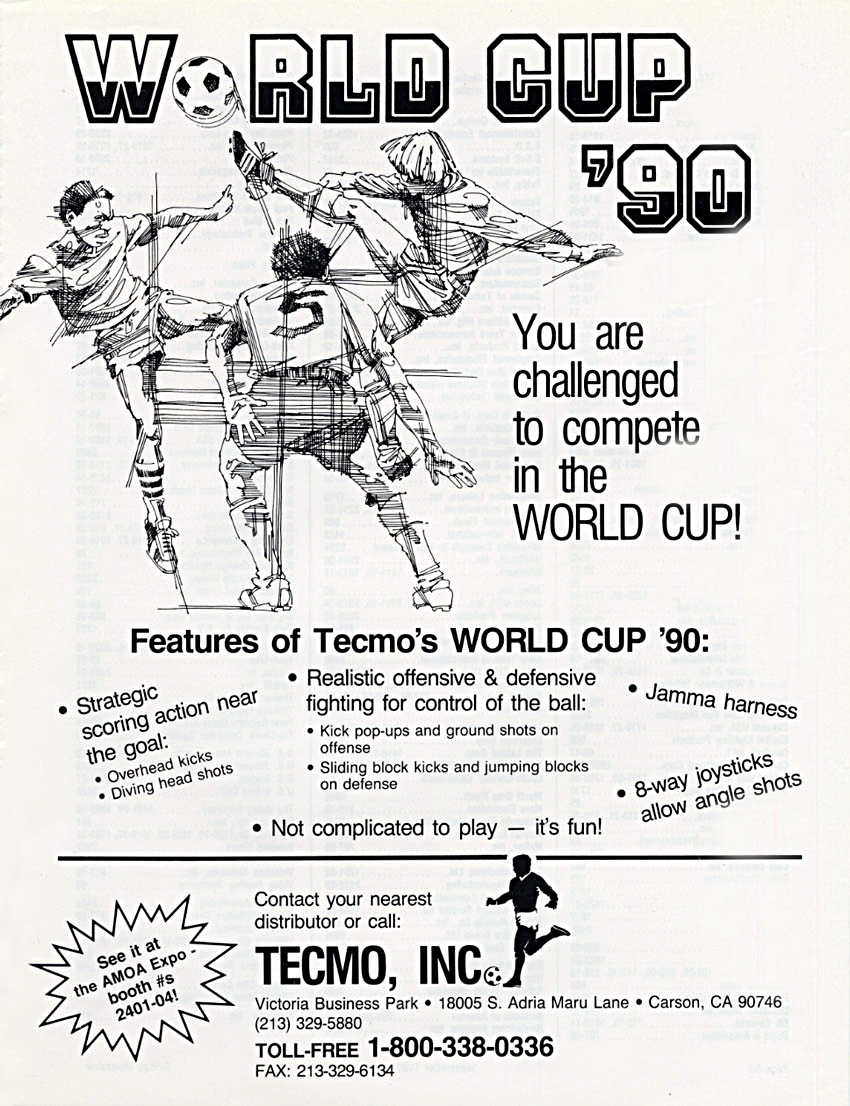 WORLD CUP
'90
5
You are
challenged
to compete
in the
WORLD CUP!
Features of Tecmo's WORLD CUP '90:
• Strategic
scoring action near
the goal:
• Overhead kicks
• Diving head shots
• Realistic offensive & defensive
fighting for control of the ball:
• Kick pop-ups and ground shots on
offense
• Sliding block kicks and jumping blocks
on defense
• Jamma harness
• 8-way joysticks
allow angle shots
• Not complicated to play — it's fun!
See it at
the AMOA Expo -
booth #s
2401-04!
Contact your nearest
distributor or call:
TECMO, INC.
Victoria Business Park • 18005 S. Adria Maru Lane • Carson, CA 90746
(213) 329-5880
TOLL-FREE 1-800-338-0336
FAX: 213-329-6134